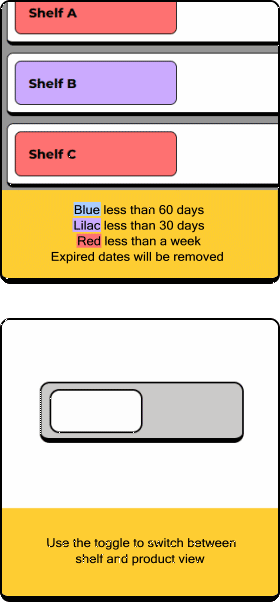 Shelf A
Shelf B
Shelf C
Blue less than 60 days
Lilac less than 30 days
Red less than a week
Expired dates will be removed
Use the toggle to switch between
shelf and product view